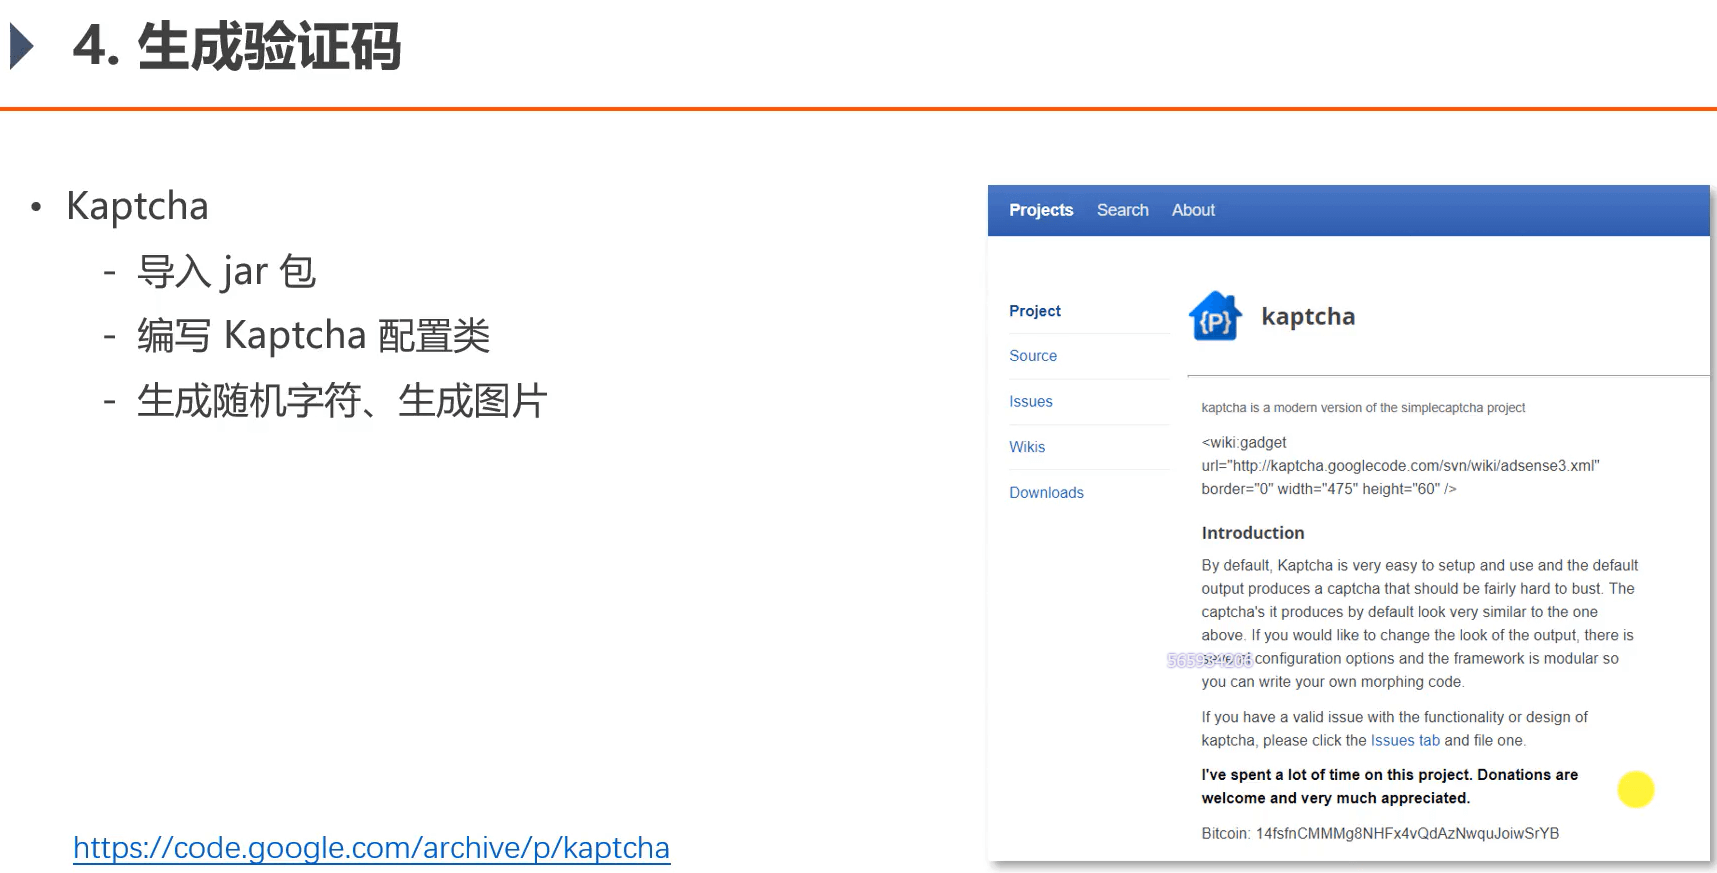 4. 生成验证码
• Kaptcha
- 导入 jar 包
- 编写 Kaptcha 配置类
- 生成随机字符、生成图片
https://code.google.com/archive/p/kaptcha
Projects Search About
Project
Source
Issues
Wikis
Downloads
{P} kaptcha
kaptcha is a modern version of the simplecaptcha project
<wiki:gadget
url="http://kaptcha.googlecode.com/svn/wiki/adsense3.xml"
border="0" width="475" height="60" />
Introduction
By default, Kaptcha is very easy to setup and use and the default
output produces a captcha that should be fairly hard to bust. The
captcha's it produces by default look very similar to the one
above. If you would like to change the look of the output, there is
configuration options and the framework is modular so
you can write your own morphing code.
If you have a valid issue with the functionality or design of
kaptcha, please click the Issues tab and file one.
I've spent a lot of time on this project. Donations are
welcome and very much appreciated.
Bitcoin: 14fsfnCMMMg8NHFx4vQdAzNwquJoiwSrYB